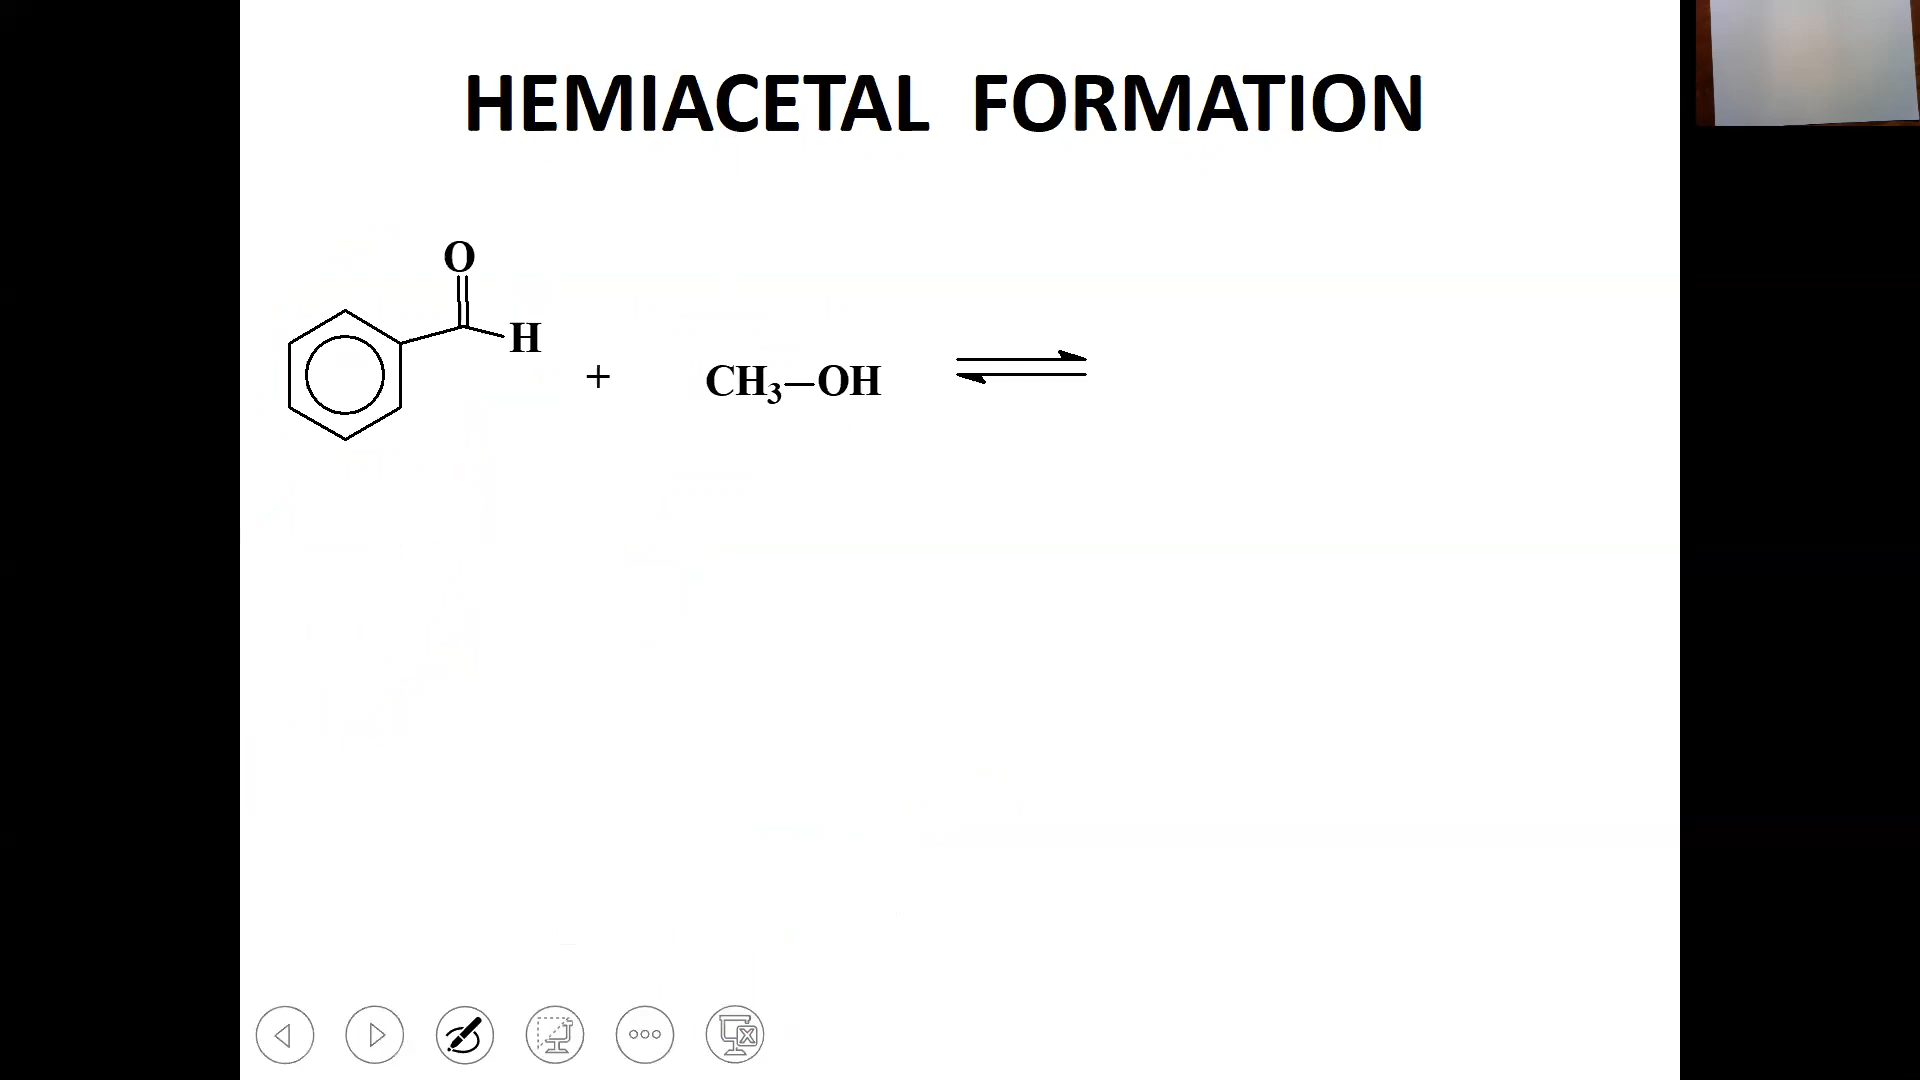 HEMIACETAL FORMATION
O
H
+ CH₃–OH ⇌